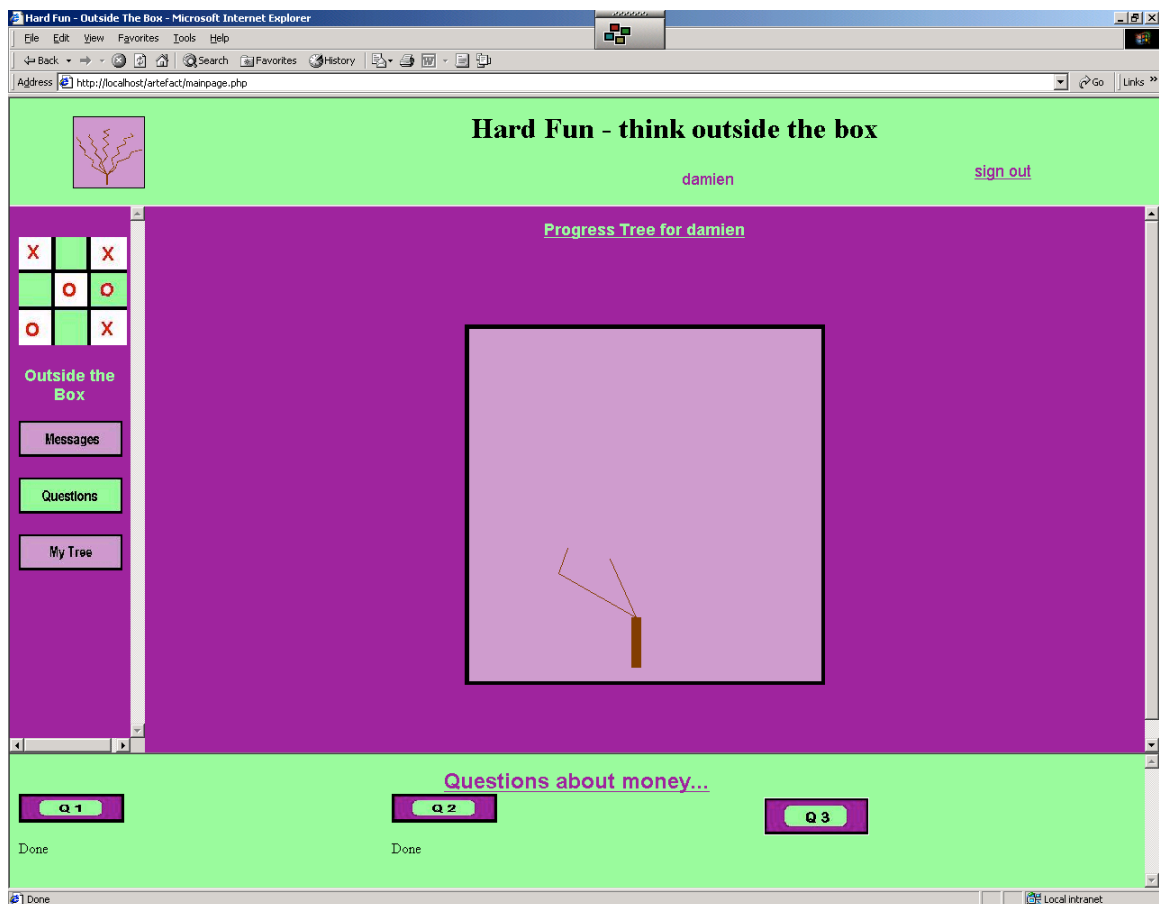 Hard Fun - Outside The Box - Microsoft Internet Explorer
File Edit View Favorites Tools Help
Back Search Favorites History
Address http://localhost/artefact/mainpage.php Go Links »
Hard Fun - think outside the box
damien
sign out
Progress Tree for damien
X X
O O
O X
Outside the
Box
Messages
Questions
My Tree
Questions about money...
Q 1 Q 2 Q 3
Done Done
Done Local intranet